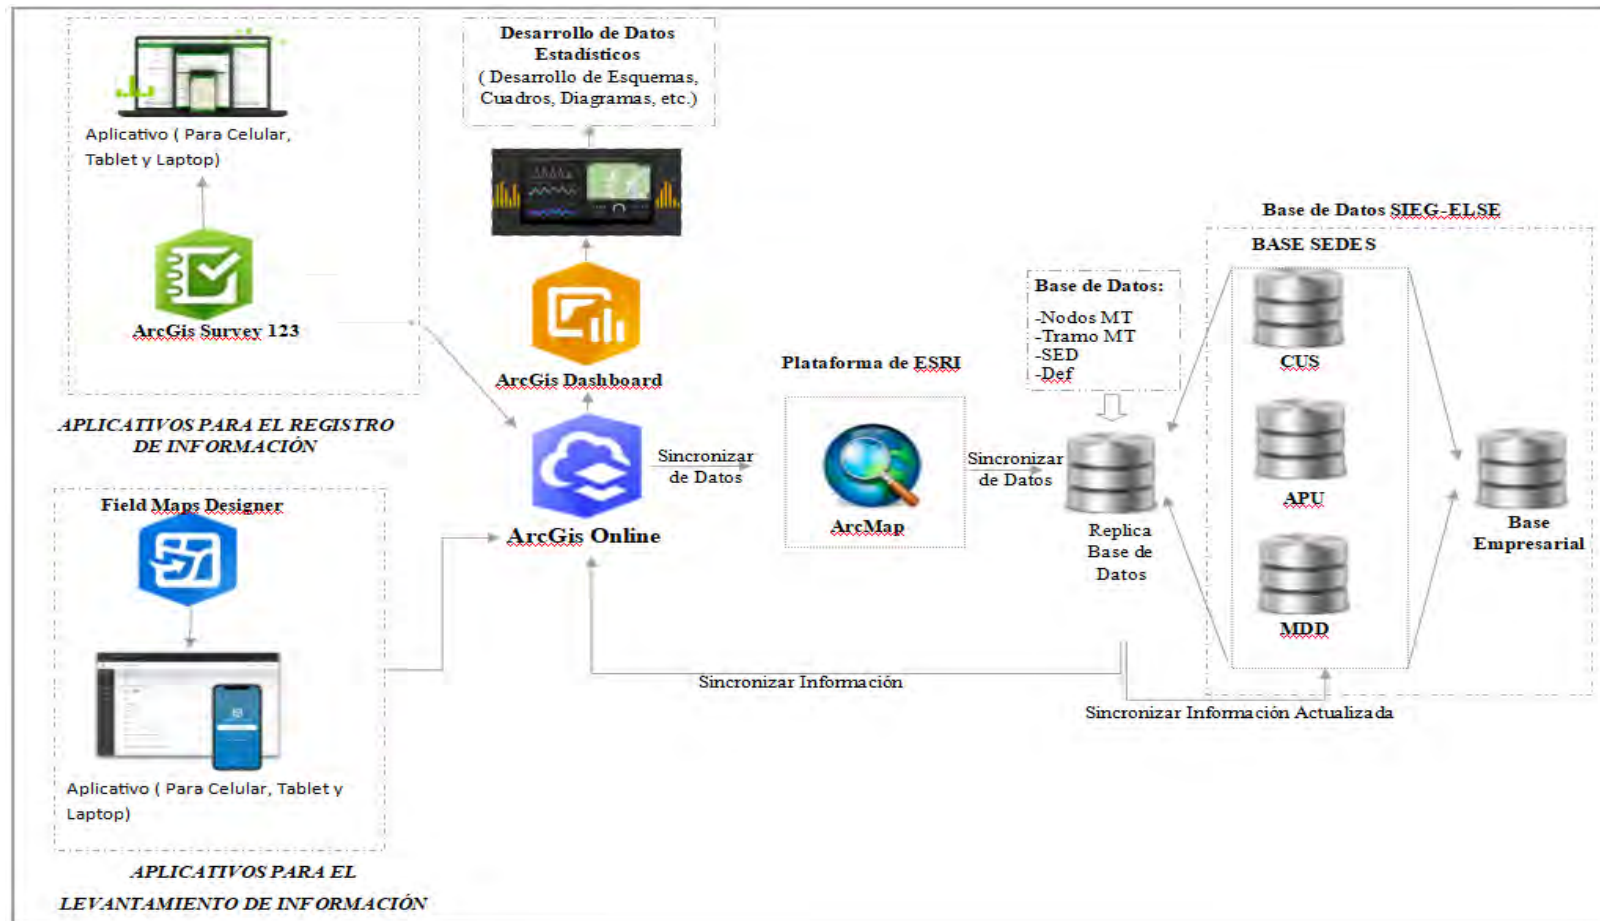 Aplicativo ( Para Celular,
Tablet y Laptop)
ArcGis Survey 123
APLICATIVOS PARA EL REGISTRO
DE INFORMACIÓN
Field Maps Designer
Aplicativo ( Para Celular, Tablet y
Laptop)
APLICATIVOS PARA EL
LEVANTAMIENTO DE INFORMACIÓN
Desarrollo de Datos
Estadísticos
( Desarrollo de Esquemas,
Cuadros, Diagramas, etc.)
ArcGis Dashboard
ArcGis Online
Sincronizar
de Datos
Plataforma de ESRI
ArcMap
Sincronizar
de Datos
Base de Datos:
-Nodos MT
-Tramo MT
-SED
-Def
Replica
Base de
Datos
Base de Datos SIEG-ELSE
BASE SEDES
CUS
APU
MDD
Base
Empresarial
Sincronizar Información
Sincronizar Información Actualizada